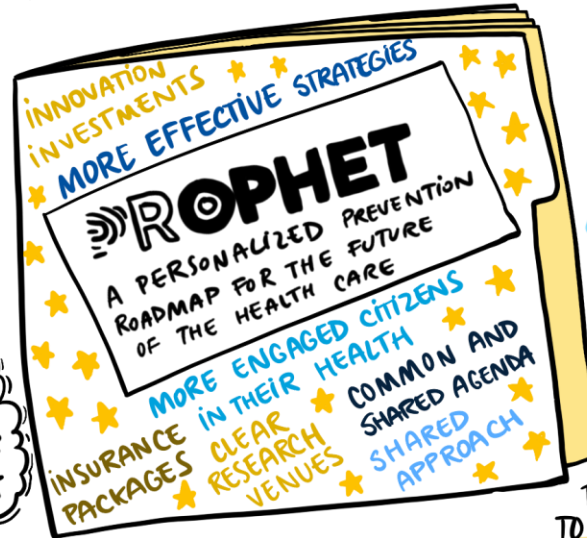 INNOVATION
INVESTMENTS
MORE EFFECTIVE STRATEGIES
PROPHET
A PERSONALIZED PREVENTION
ROADMAP FOR THE FUTURE
OF THE HEALTH CARE
MORE ENGAGED CITIZENS
IN THEIR HEALTH
INSURANCE
PACKAGES
CLEAR
RESEARCH
VENUES
COMMON AND
SHARED AGENDA
SHARED
APPROACH
TO